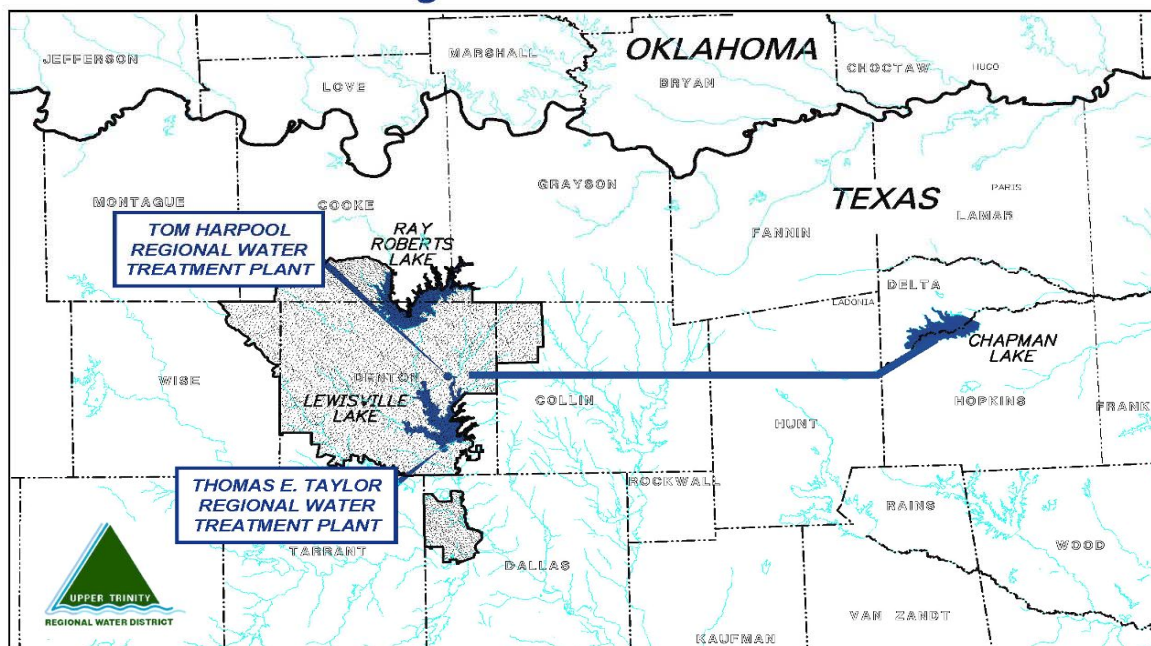 OKLAHOMA
MARSHALL
JEFFERSON
LOVE
BRYAN
CHOCTAW
HUGO
GRAYSON
TEXAS
PARIS
LAMAR
MONTAGUE
COOKE
FANNIN
TOM HARPOOL
REGIONAL WATER
TREATMENT PLANT
RAY
ROBERTS
LAKE
DELTA
LADONIA
CHAPMAN
LAKE
WISE
DENTON
LEWISVILLE
LAKE
COLLIN
HUNT
HOPKINS
FRANK
THOMAS E. TAYLOR
REGIONAL WATER
TREATMENT PLANT
ROCKWALL
RAINS
WOOD
TARRANT
DALLAS
KAUFMAN
VAN ZANDT
UPPER TRINITY
REGIONAL WATER DISTRICT